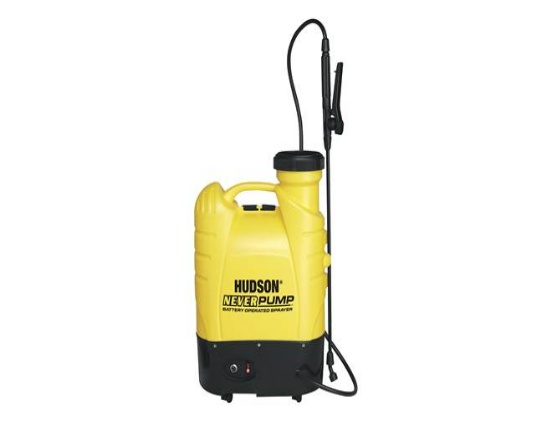 HUDSON®
NEVERPUMP
BATTERY OPERATED SPRAYER